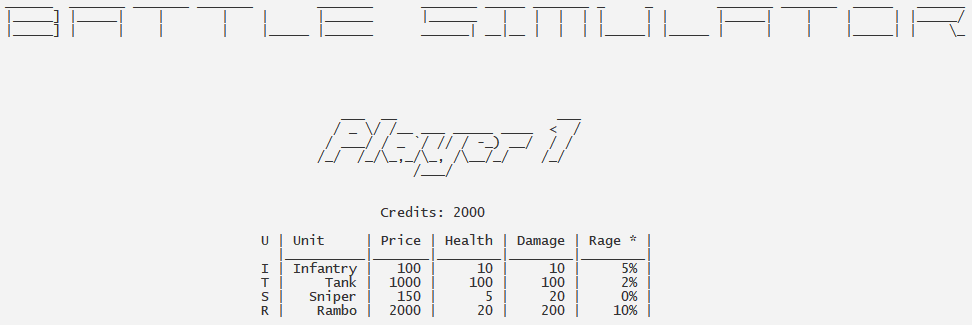 BATTLE SIMULATOR
Player 1
Credits: 2000
U | Unit | Price | Health | Damage | Rage * |
I | Infantry | 100 | 10 | 10 | 5% |
T | Tank | 1000 | 100 | 100 | 2% |
S | Sniper | 150 | 5 | 20 | 0% |
R | Rambo | 2000 | 20 | 200 | 10% |